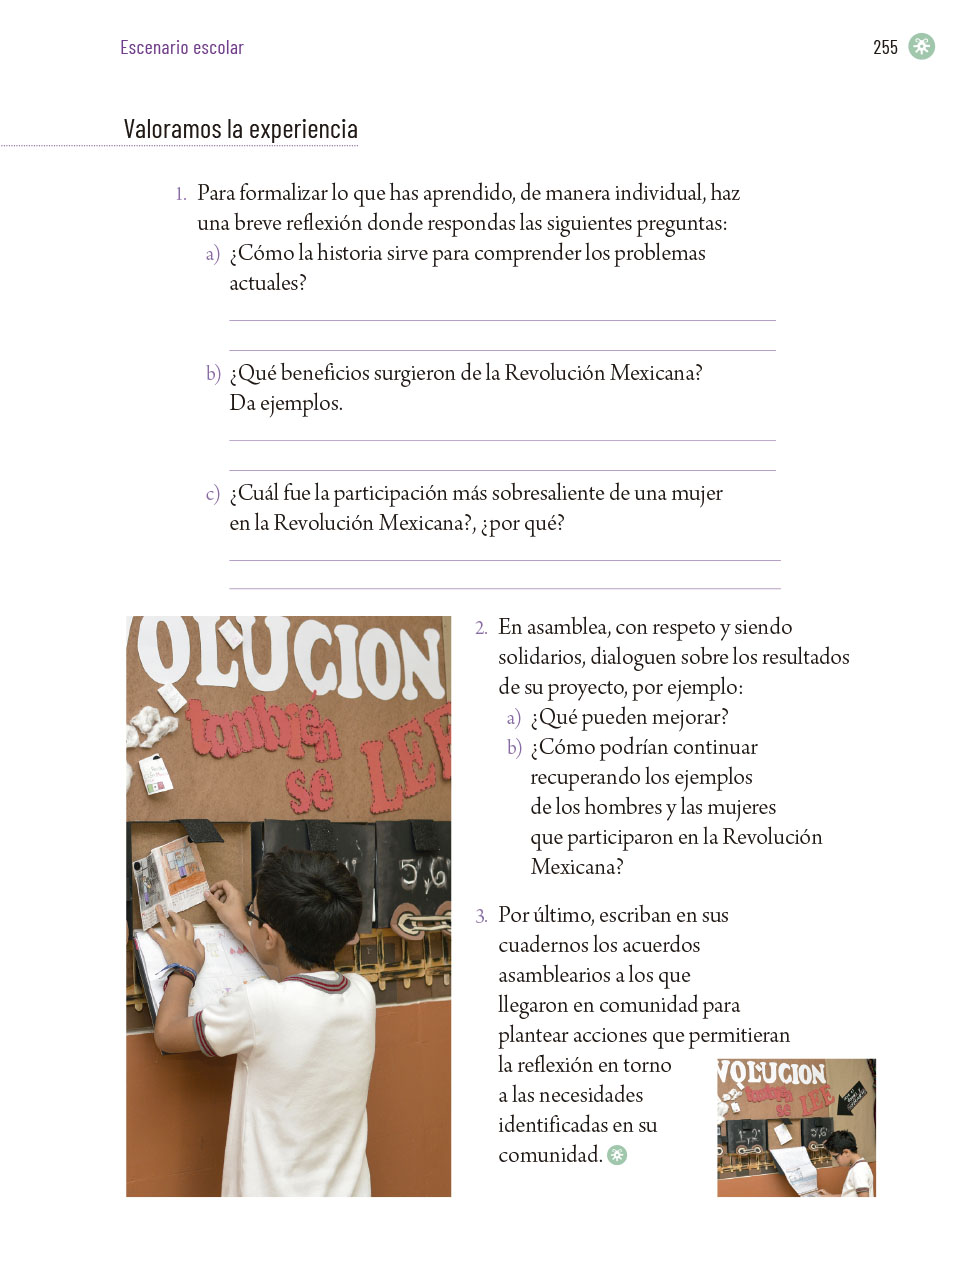 Escenario escolar
255
Valoramos la experiencia
1. Para formalizar lo que has aprendido, de manera individual, haz
una breve reflexión donde respondas las siguientes preguntas:
a) ¿Cómo la historia sirve para comprender los problemas
actuales?
b) ¿Qué beneficios surgieron de la Revolución Mexicana?
Da ejemplos.
c) ¿Cuál fue la participación más sobresaliente de una mujer
en la Revolución Mexicana?, ¿por qué?
OLUCION
también
se LEE
5°y6°
2. En asamblea, con respeto y siendo
solidarios, dialoguen sobre los resultados
de su proyecto, por ejemplo:
a) ¿Qué pueden mejorar?
b) ¿Cómo podrían continuar
recuperando los ejemplos
de los hombres y las mujeres
que participaron en la Revolución
Mexicana?
3. Por último, escriban en sus
cuadernos los acuerdos
asamblearios a los que
llegaron en comunidad para
plantear acciones que permitieran
la reflexión en torno
a las necesidades
identificadas en su
comunidad.
VOLUCION
también
se LEE